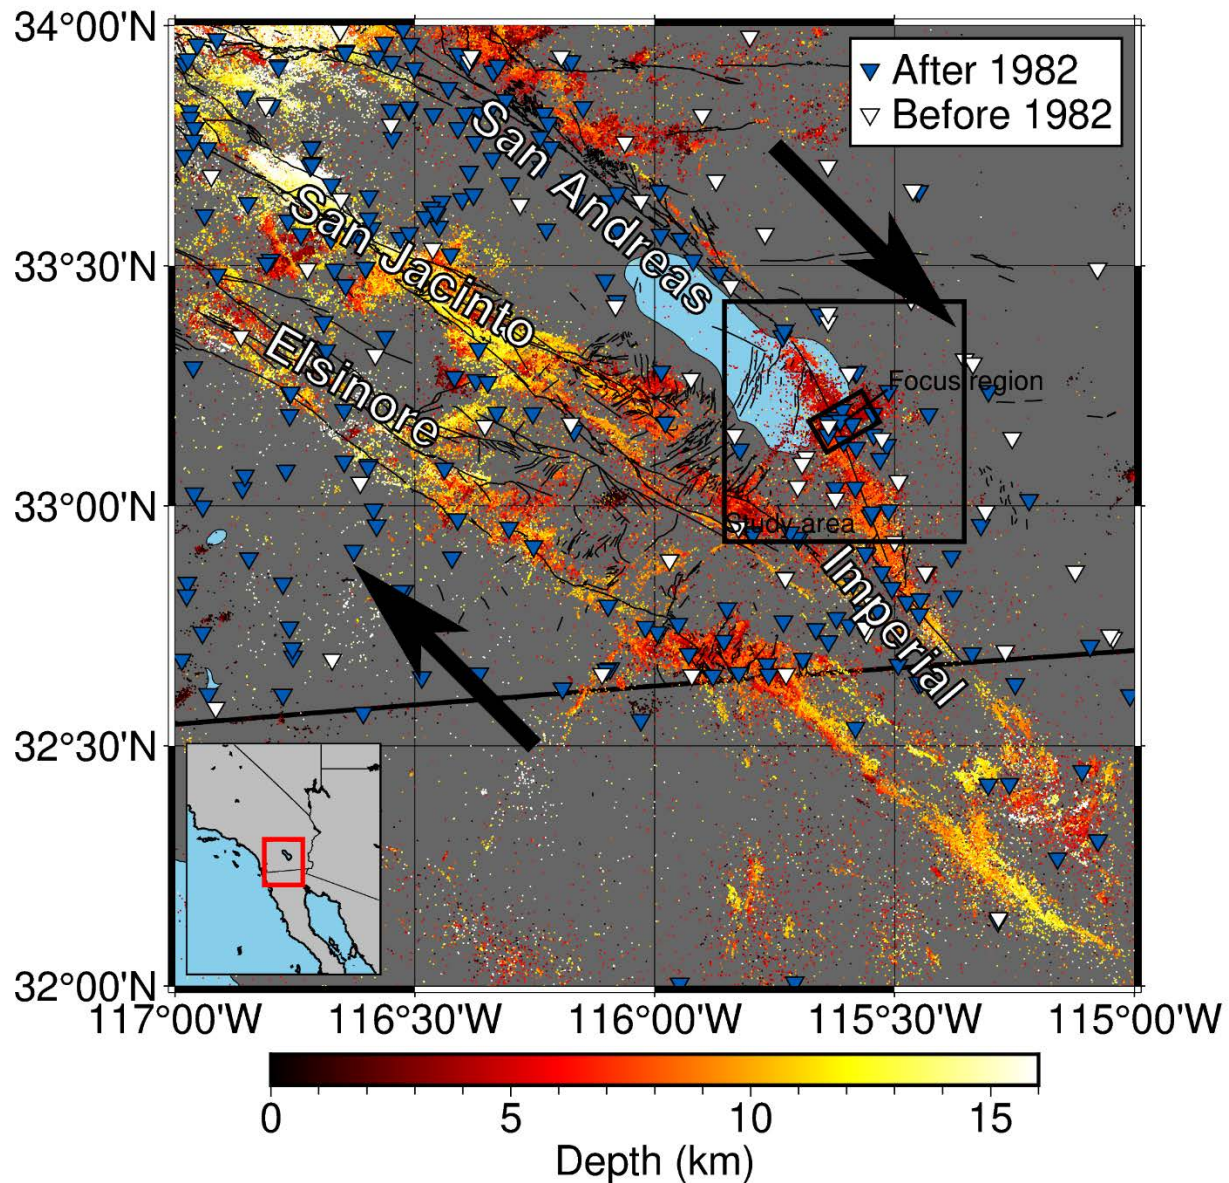 34°00'N
After 1982
Before 1982
San Andreas
San Jacinto
33°30'N
Elsinore
Focus region
33°00'N
Study area
Imperial
32°30'N
32°00'N
117°00'W 116°30'W 116°00'W 115°30'W 115°00'W
0 5 10 15
Depth (km)